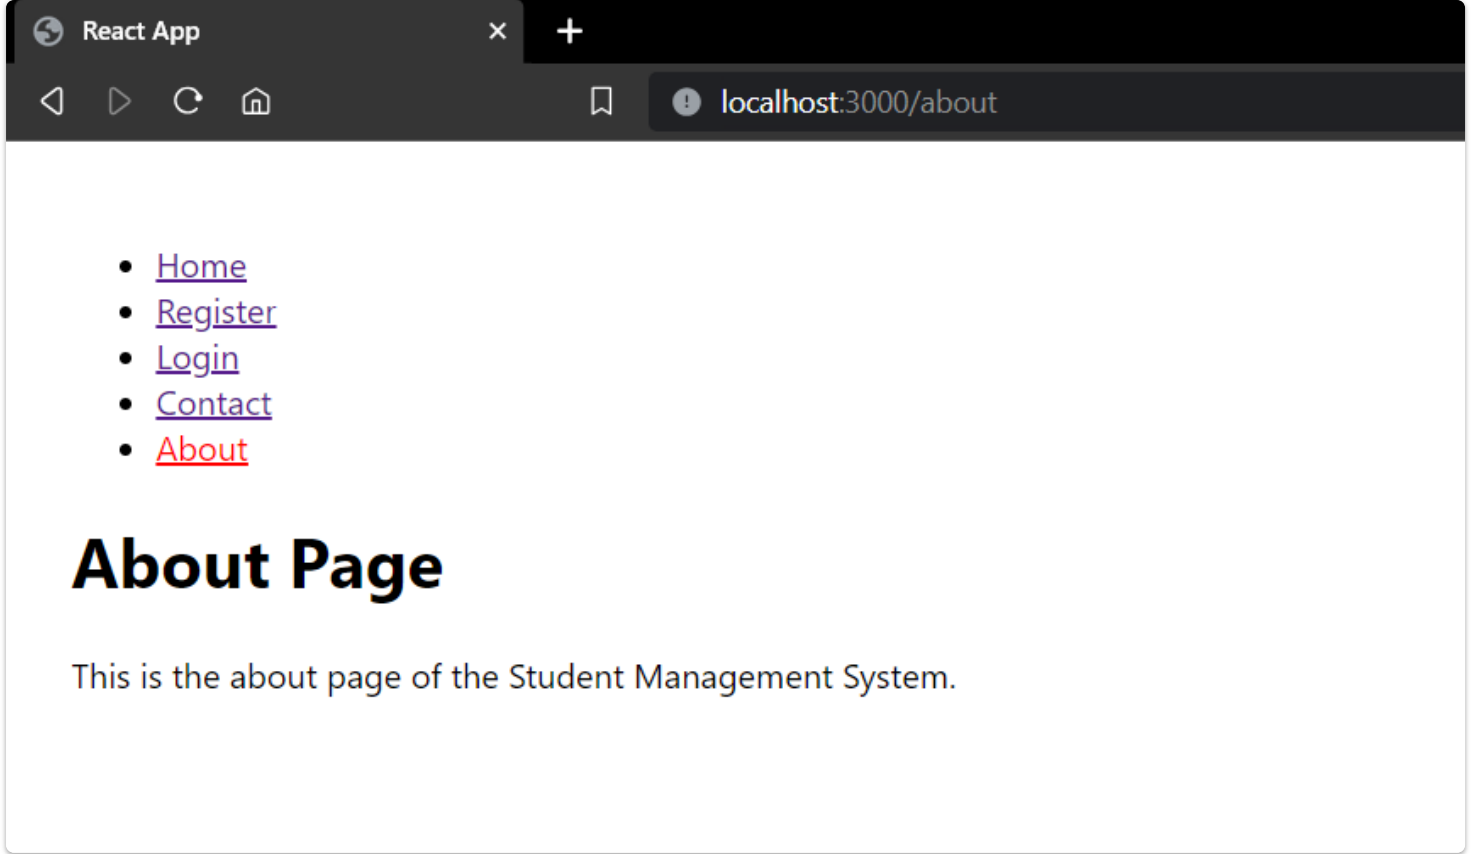 React App
localhost:3000/about
Home
Register
Login
Contact
About
About Page
This is the about page of the Student Management System.